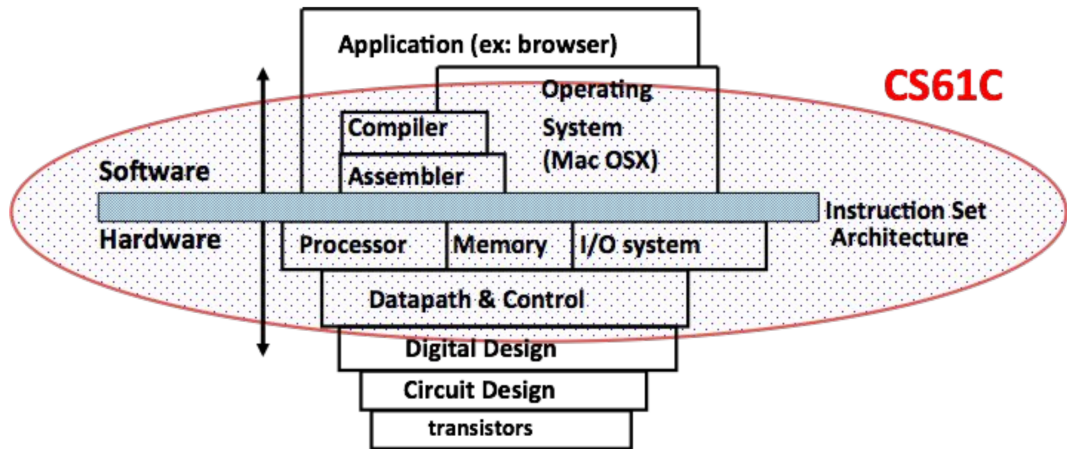 Application (ex: browser)
CS61C
Operating
System
(Mac OSX)
Compiler
Assembler
Software
Hardware
Instruction Set
Architecture
Processor
Memory
I/O system
Datapath & Control
Digital Design
Circuit Design
transistors